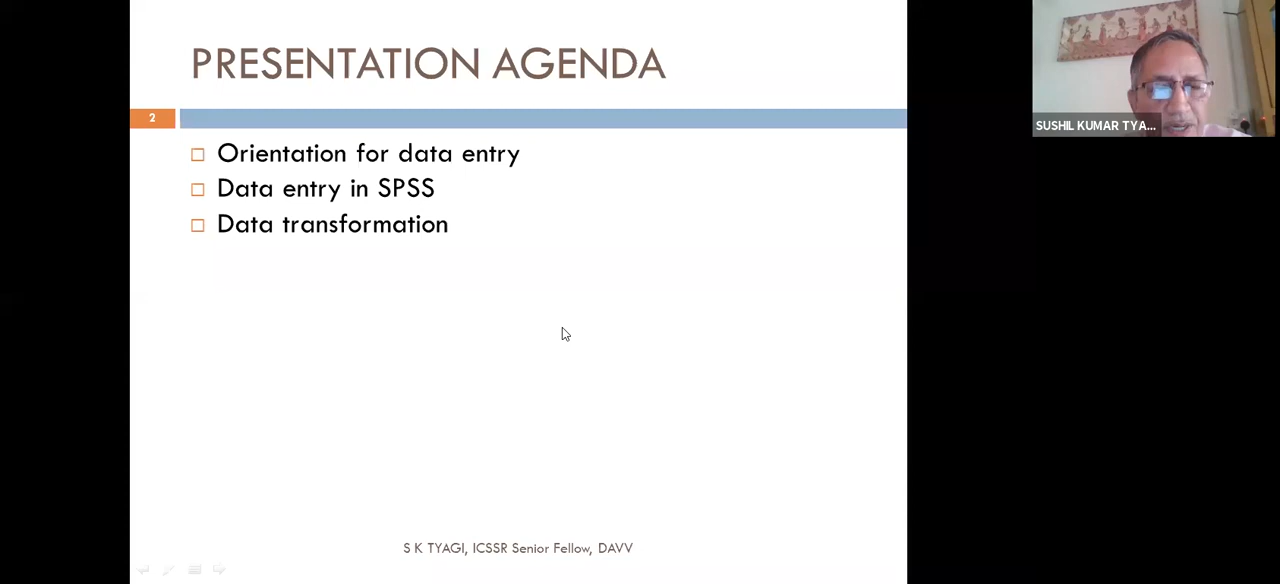 PRESENTATION AGENDA
2
Orientation for data entry
Data entry in SPSS
Data transformation
S K TYAGI, ICSSR Senior Fellow, DAVV
SUSHIL KUMAR TYA...